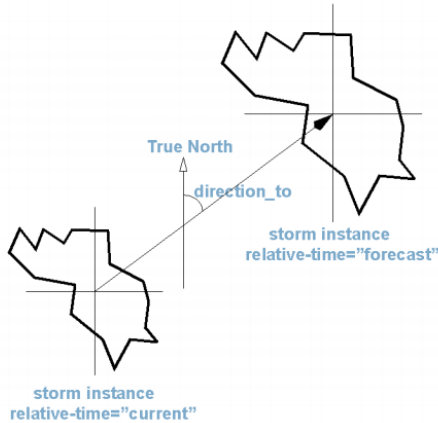 True North
direction_to
storm instance
relative-time=”forecast”
storm instance
relative-time=”current”